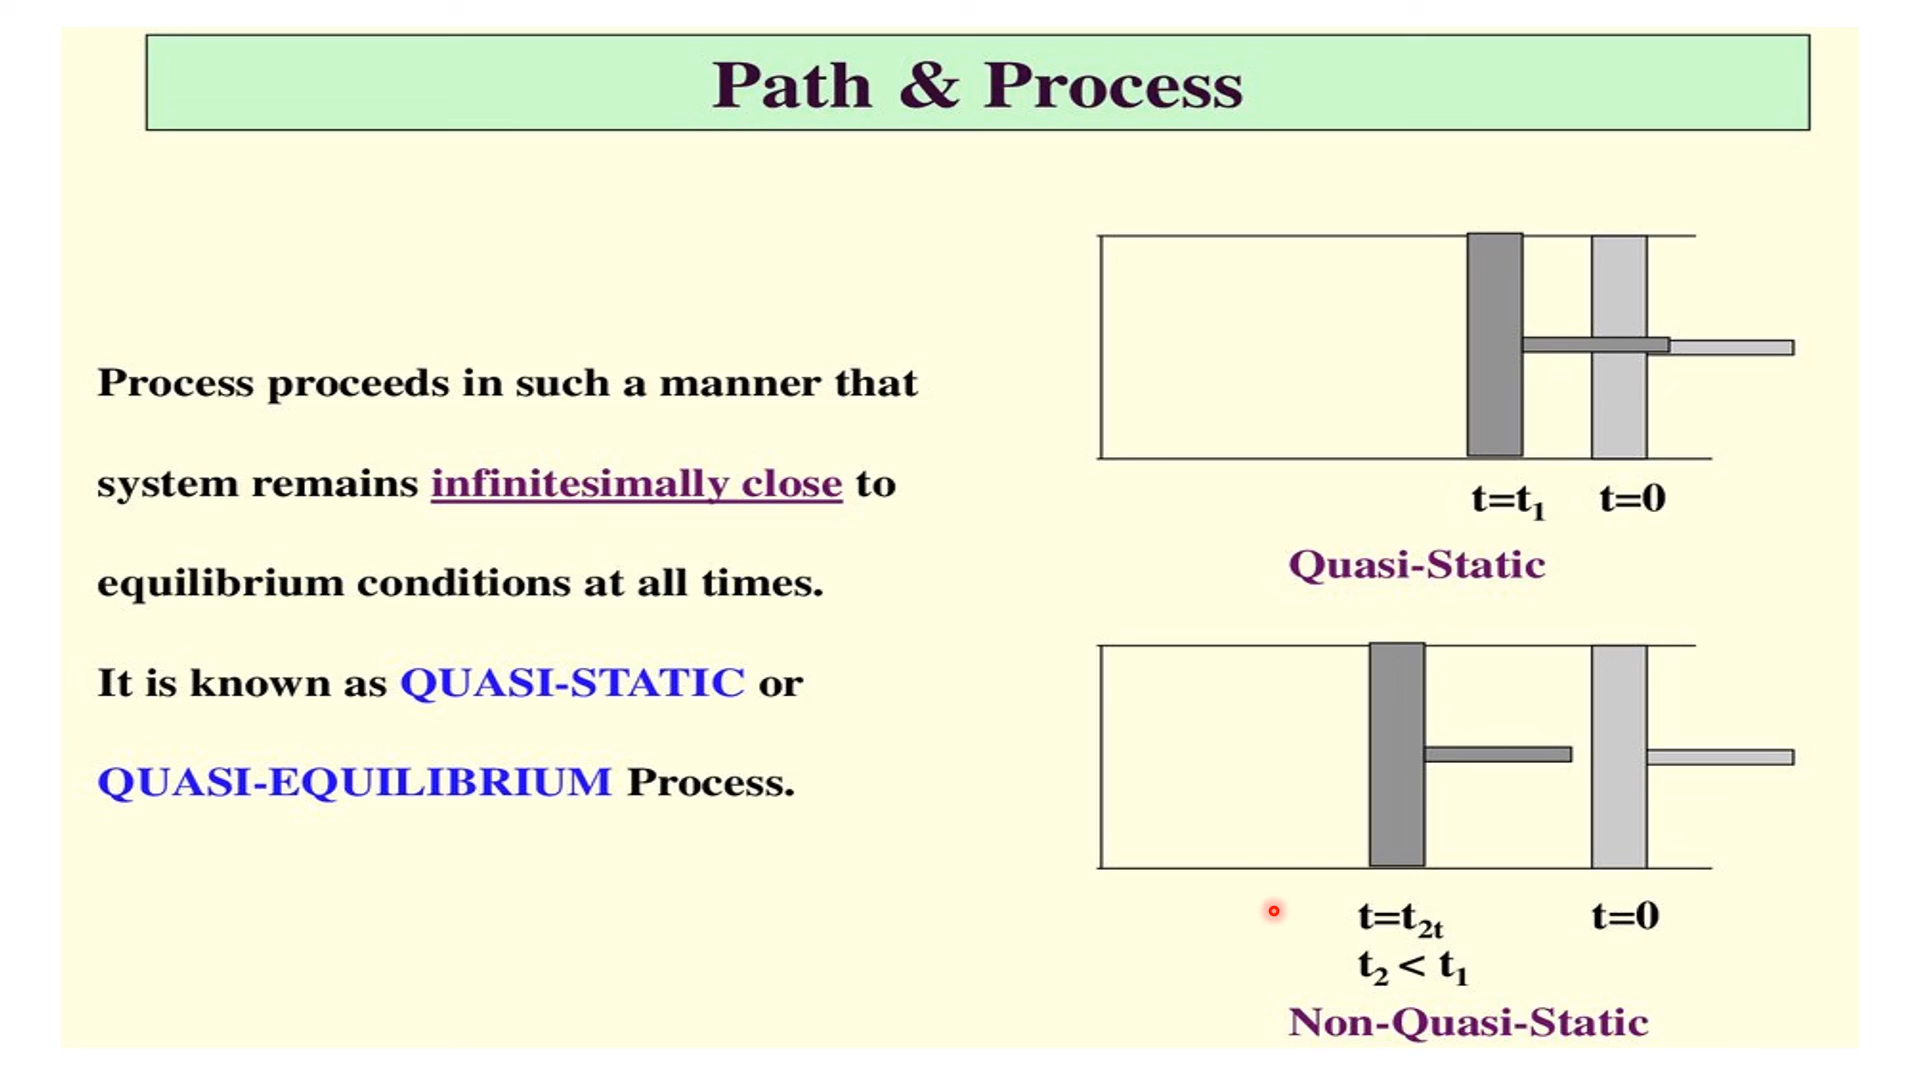 Path & Process
Process proceeds in such a manner that
system remains infinitesimally close to
equilibrium conditions at all times.
It is known as QUASI-STATIC or
QUASI-EQUILIBRIUM Process.
t=t₁ t=0
Quasi-Static
t=t₂ₜ t=0
t₂ < t₁
Non-Quasi-Static